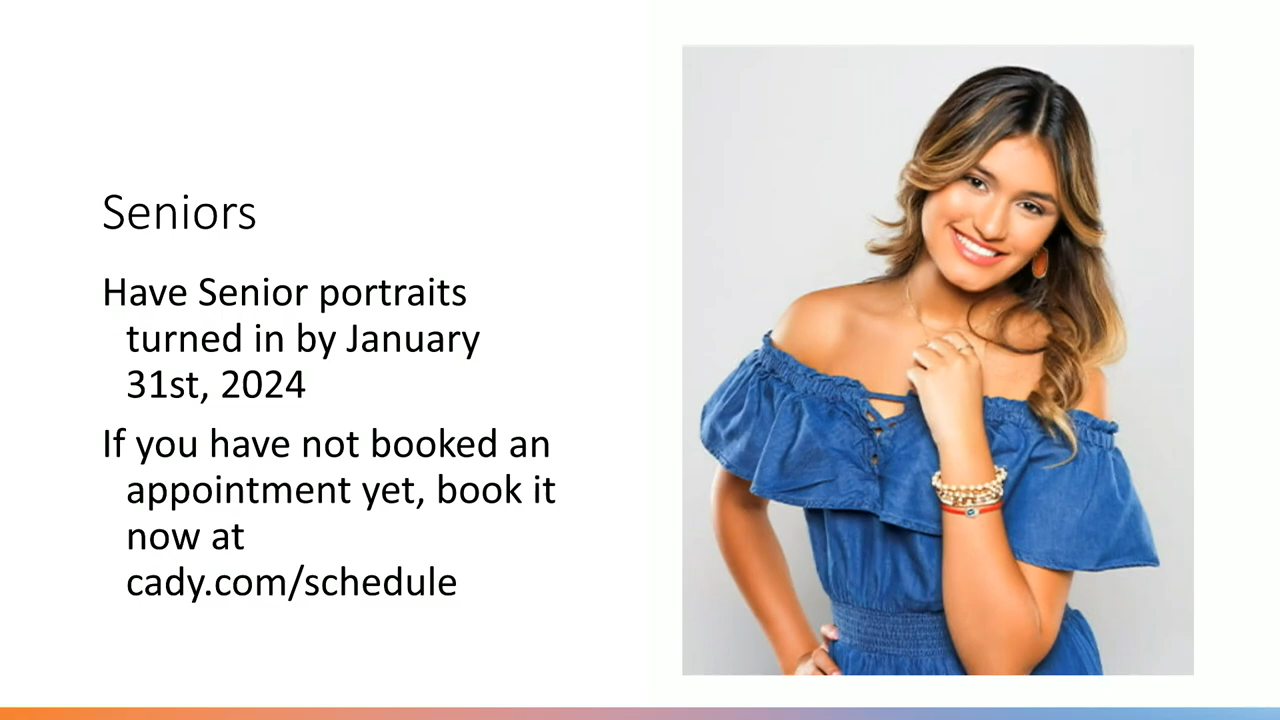 Seniors
Have Senior portraits
turned in by January
31st, 2024
If you have not booked an
appointment yet, book it
now at
cady.com/schedule